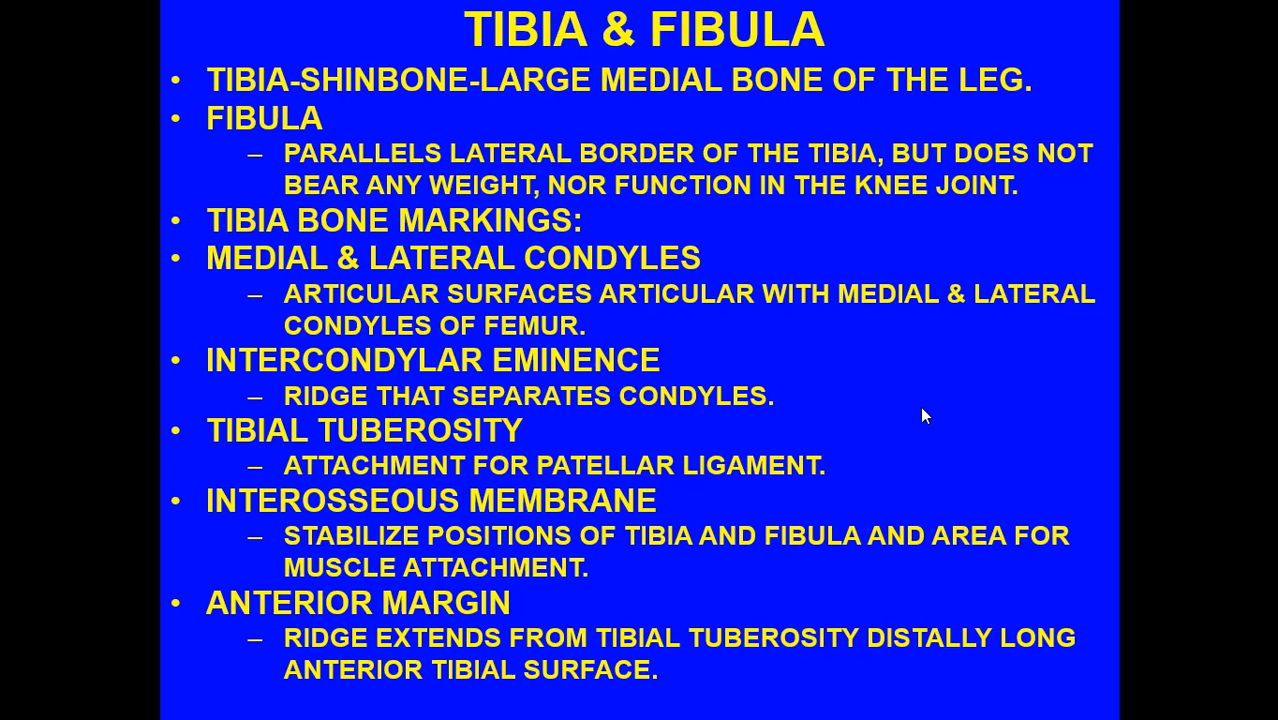 TIBIA & FIBULA
• TIBIA-SHINBONE-LARGE MEDIAL BONE OF THE LEG.
• FIBULA
– PARALLELS LATERAL BORDER OF THE TIBIA, BUT DOES NOT
BEAR ANY WEIGHT, NOR FUNCTION IN THE KNEE JOINT.
• TIBIA BONE MARKINGS:
• MEDIAL & LATERAL CONDYLES
– ARTICULAR SURFACES ARTICULAR WITH MEDIAL & LATERAL
CONDYLES OF FEMUR.
• INTERCONDYLAR EMINENCE
– RIDGE THAT SEPARATES CONDYLES.
• TIBIAL TUBEROSITY
– ATTACHMENT FOR PATELLAR LIGAMENT.
• INTEROSSEOUS MEMBRANE
– STABILIZE POSITIONS OF TIBIA AND FIBULA AND AREA FOR
MUSCLE ATTACHMENT.
• ANTERIOR MARGIN
– RIDGE EXTENDS FROM TIBIAL TUBEROSITY DISTALLY LONG
ANTERIOR TIBIAL SURFACE.